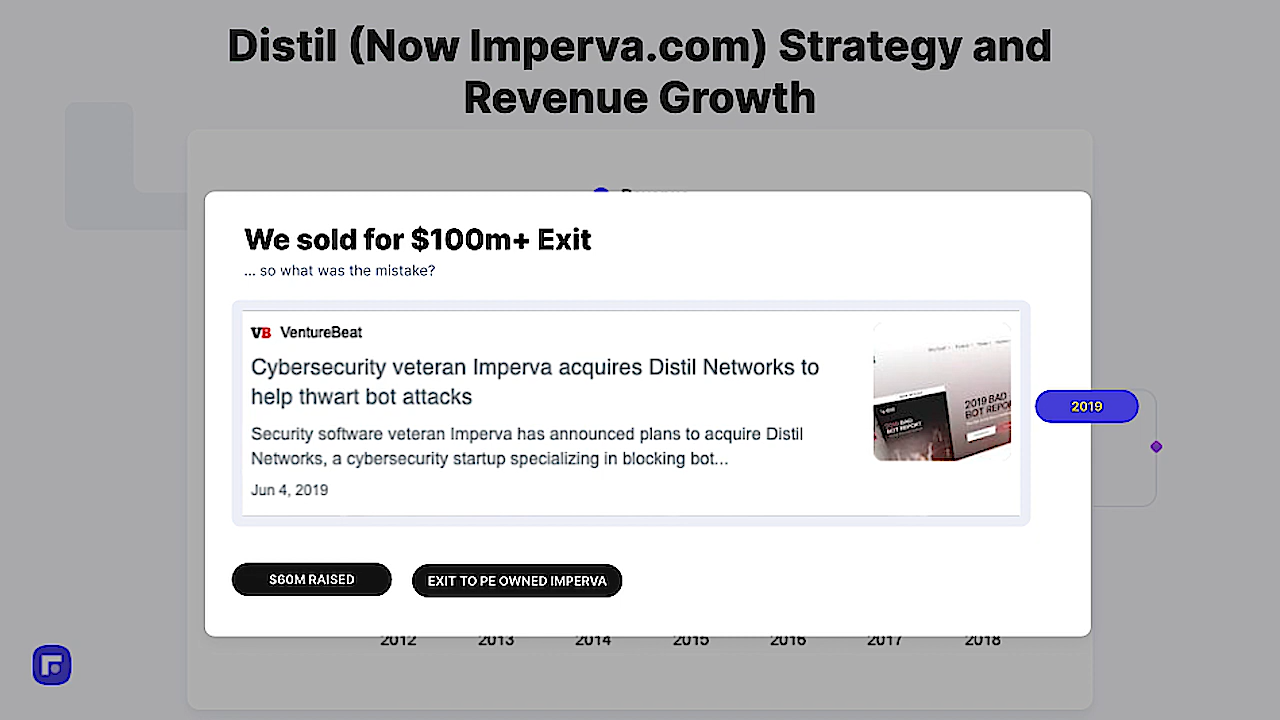 Distil (Now Imperva.com) Strategy and
Revenue Growth
We sold for $100m+ Exit
... so what was the mistake?
VB VentureBeat
Cybersecurity veteran Imperva acquires Distil Networks to
help thwart bot attacks
Security software veteran Imperva has announced plans to acquire Distil
Networks, a cybersecurity startup specializing in blocking bot...
Jun 4, 2019
2019 BAD
BOT REPORT
2019
$60M RAISED
EXIT TO PE OWNED IMPERVA
2012 2013 2014 2015 2016 2017 2018